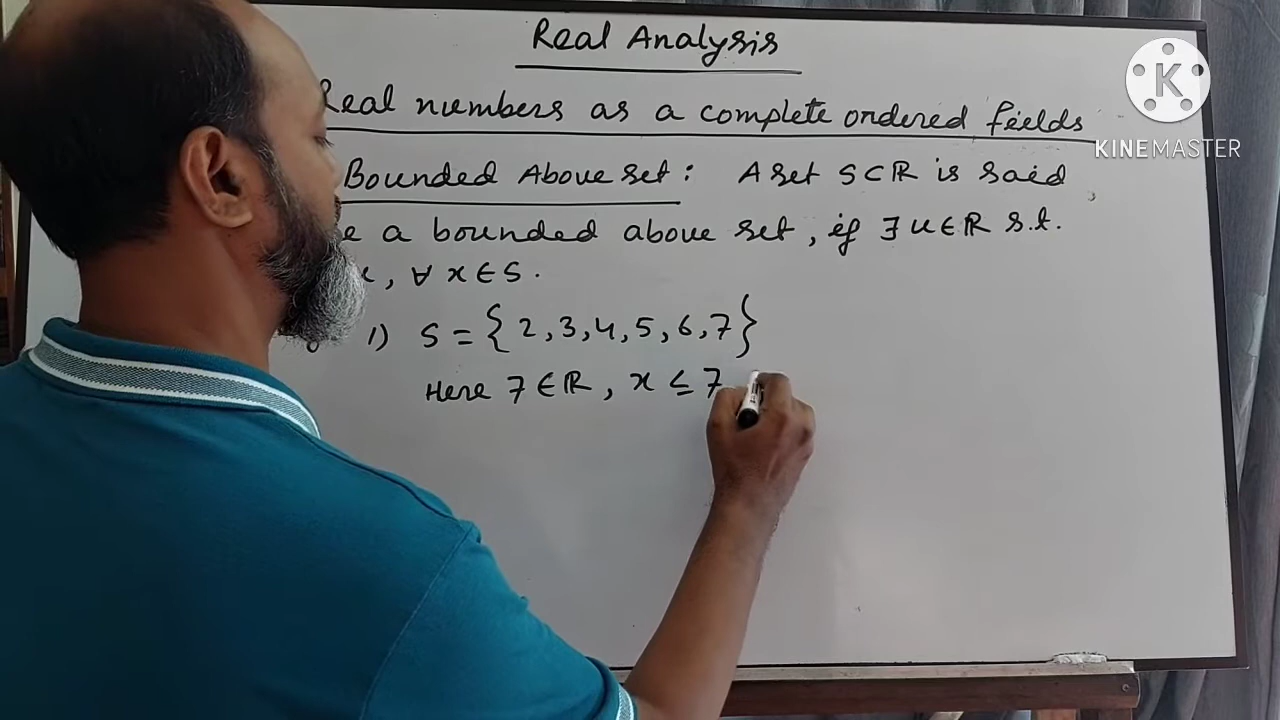 Real Analysis
Real numbers as a complete ordered fields
Bounded Above set : A set S⊂ℝ is said
a bounded above set, if ∃ u∈ℝ s.t.
, ∀ x∈S.
1) S = {2,3,4,5,6,7}
Here 7∈ℝ, x ≤ 7
K
KINEMASTER